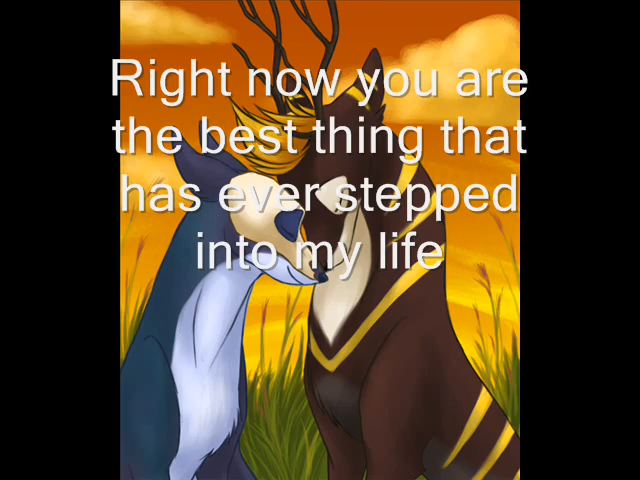 Right now you are
the best thing that
has ever stepped
into my life